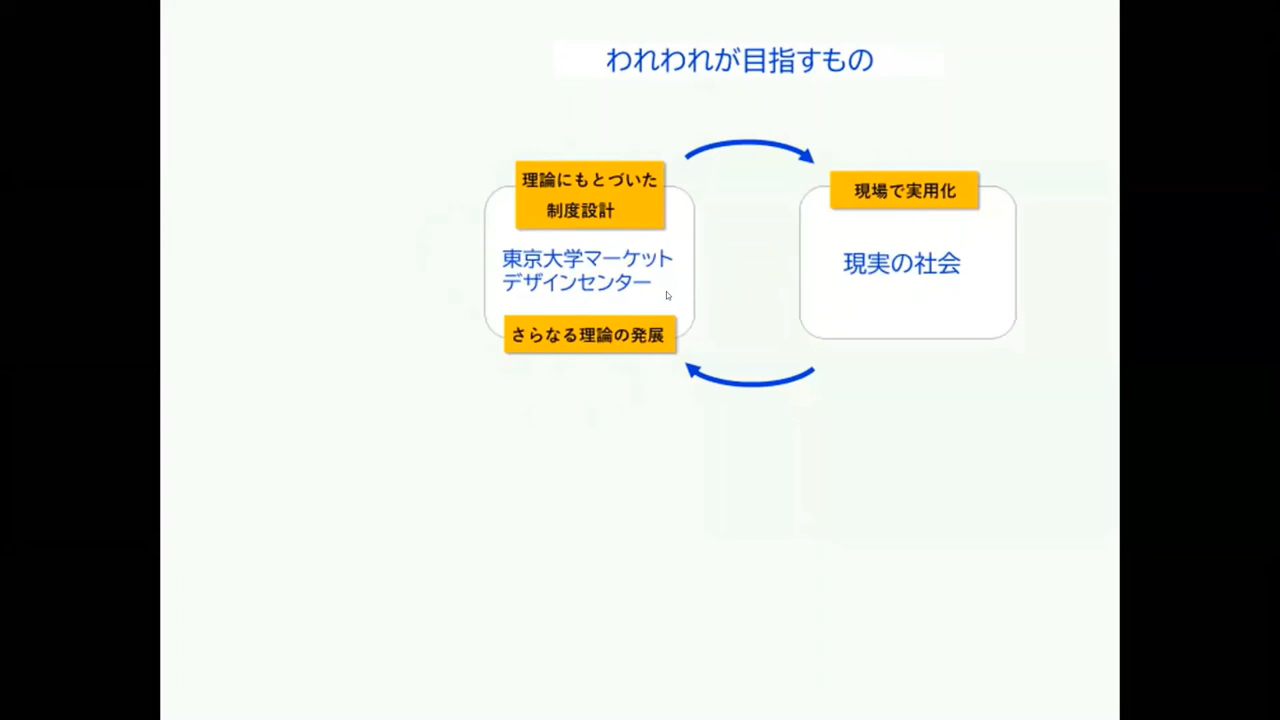 われわれが目指すもの
理論にもとづいた
制度設計
東京大学マーケット
デザインセンター
さらなる理論の発展
現場で実用化
現実の社会